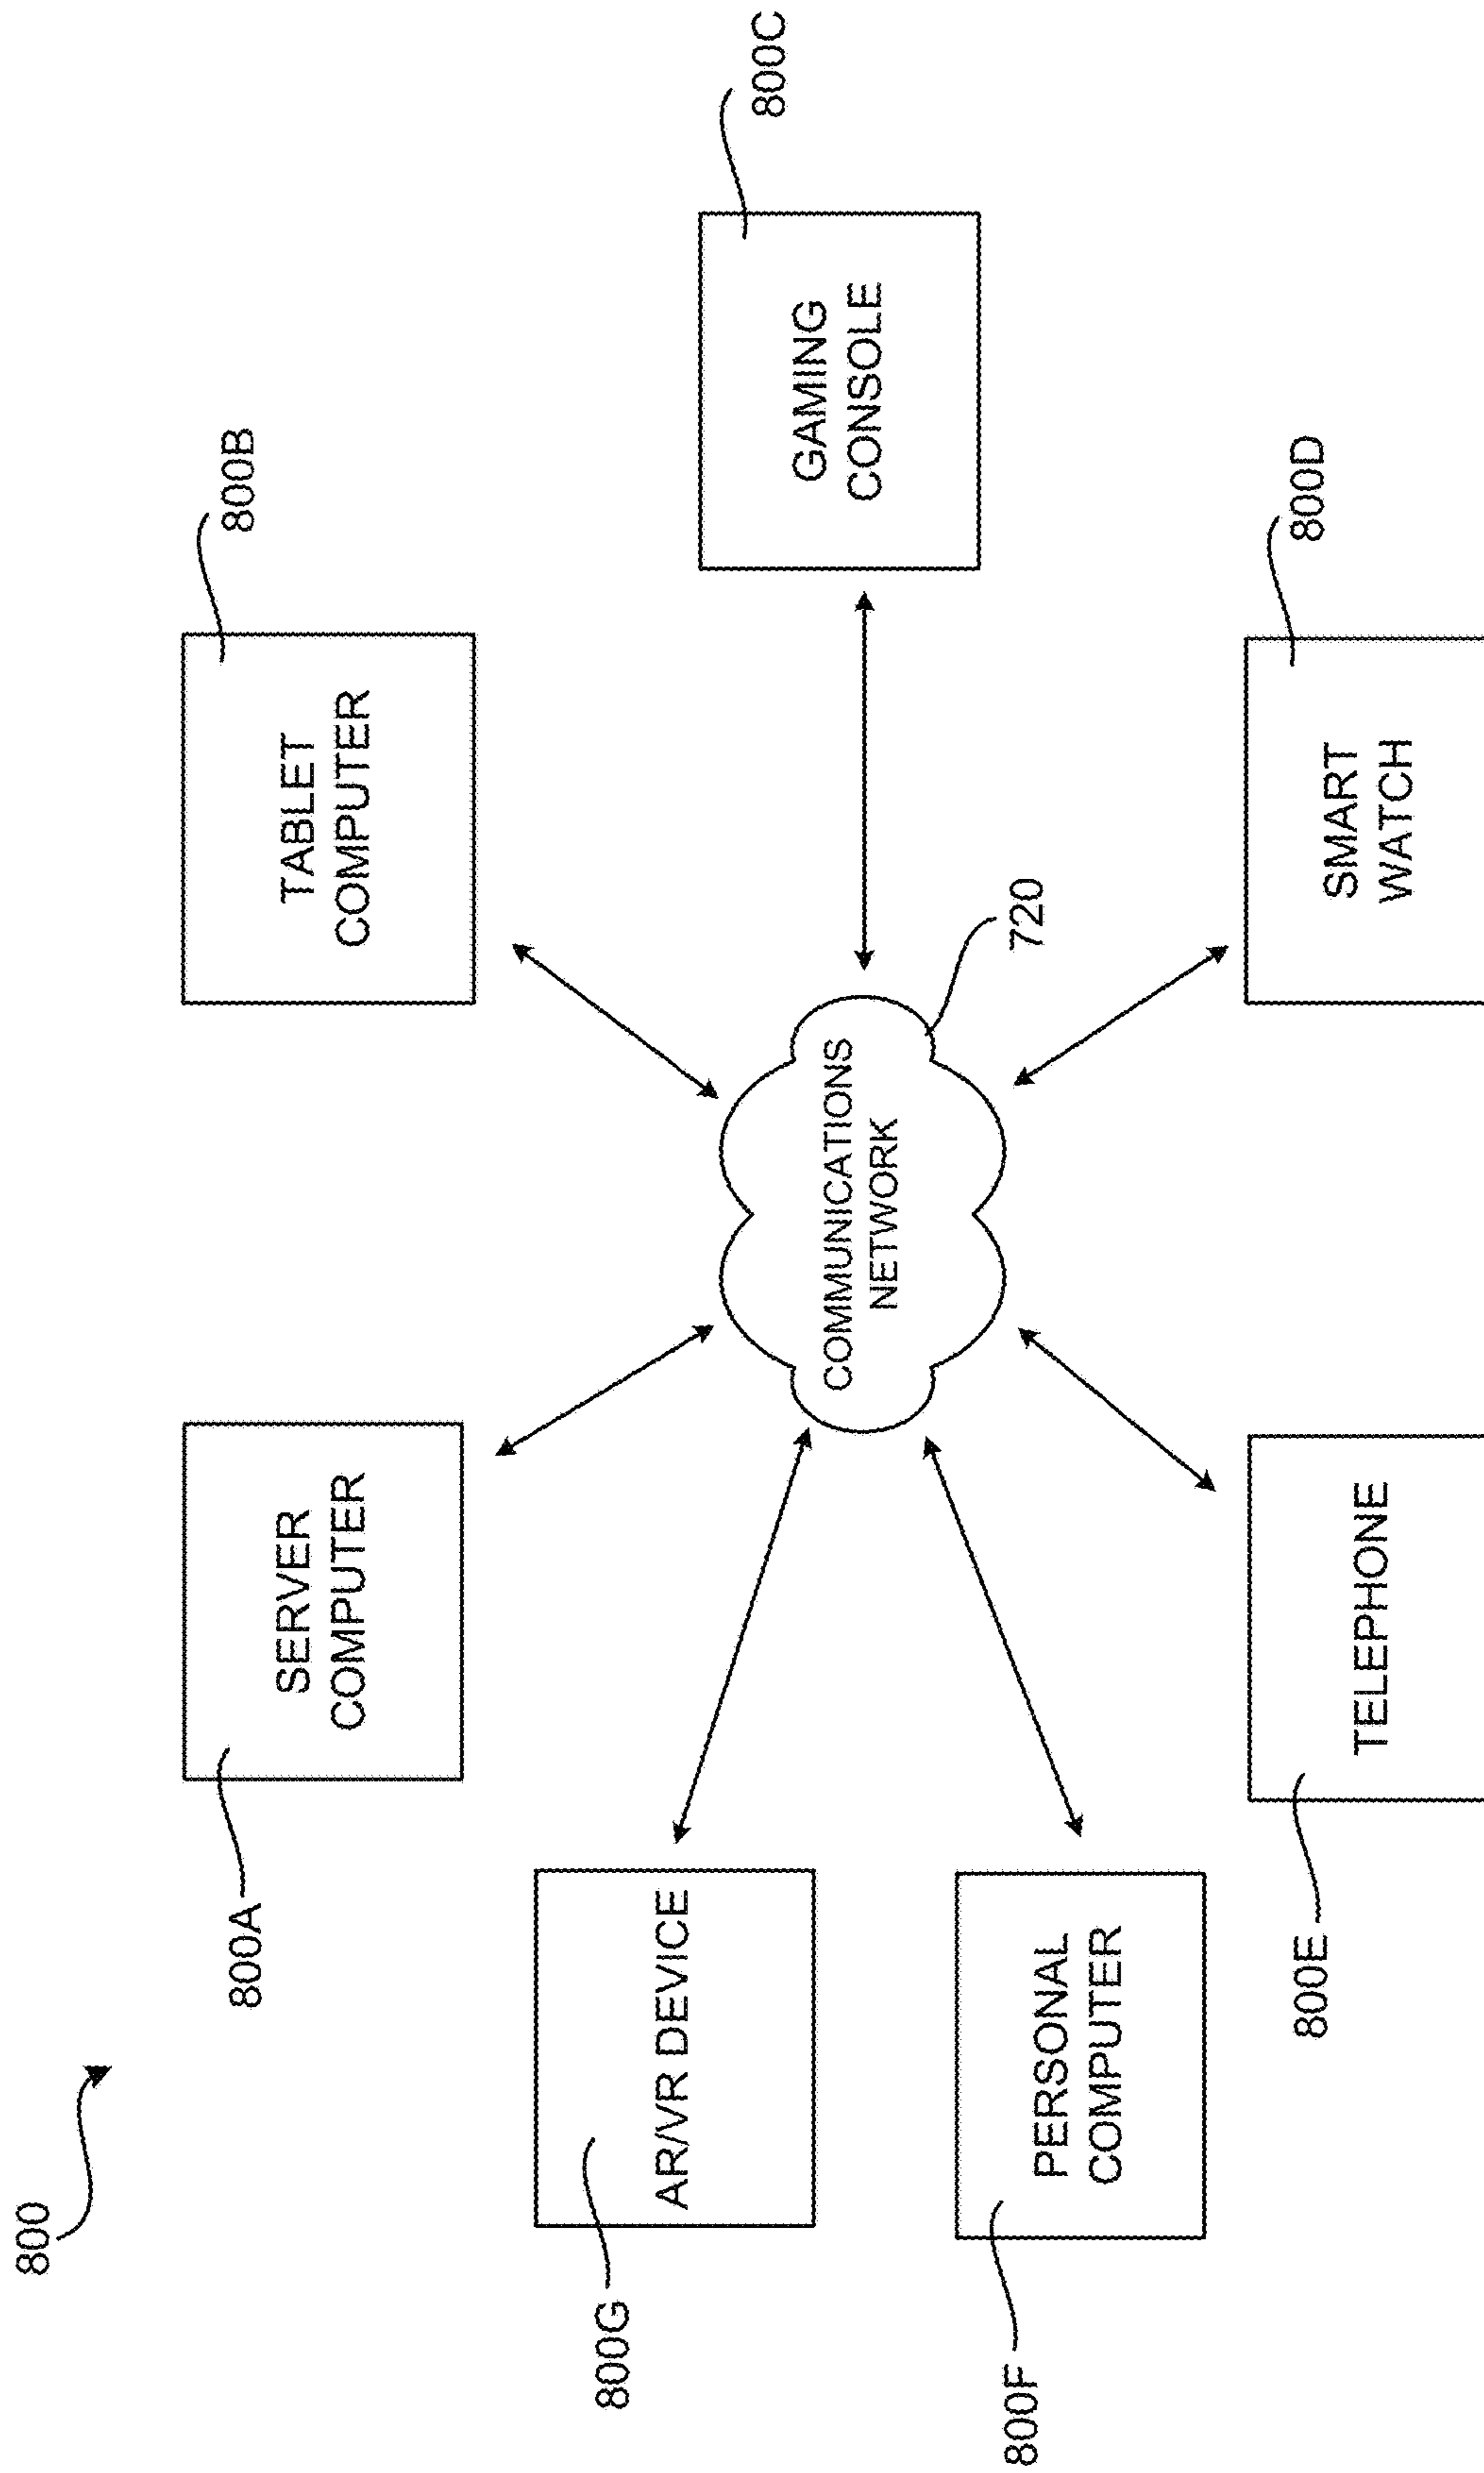 800
800A
SERVER
COMPUTER
TABLET
COMPUTER
800B
800G
AR/VR DEVICE
COMMUNICATIONS
NETWORK
720
GAMING
CONSOLE
800C
800F
PERSONAL
COMPUTER
800E
TELEPHONE
SMART
WATCH
800D